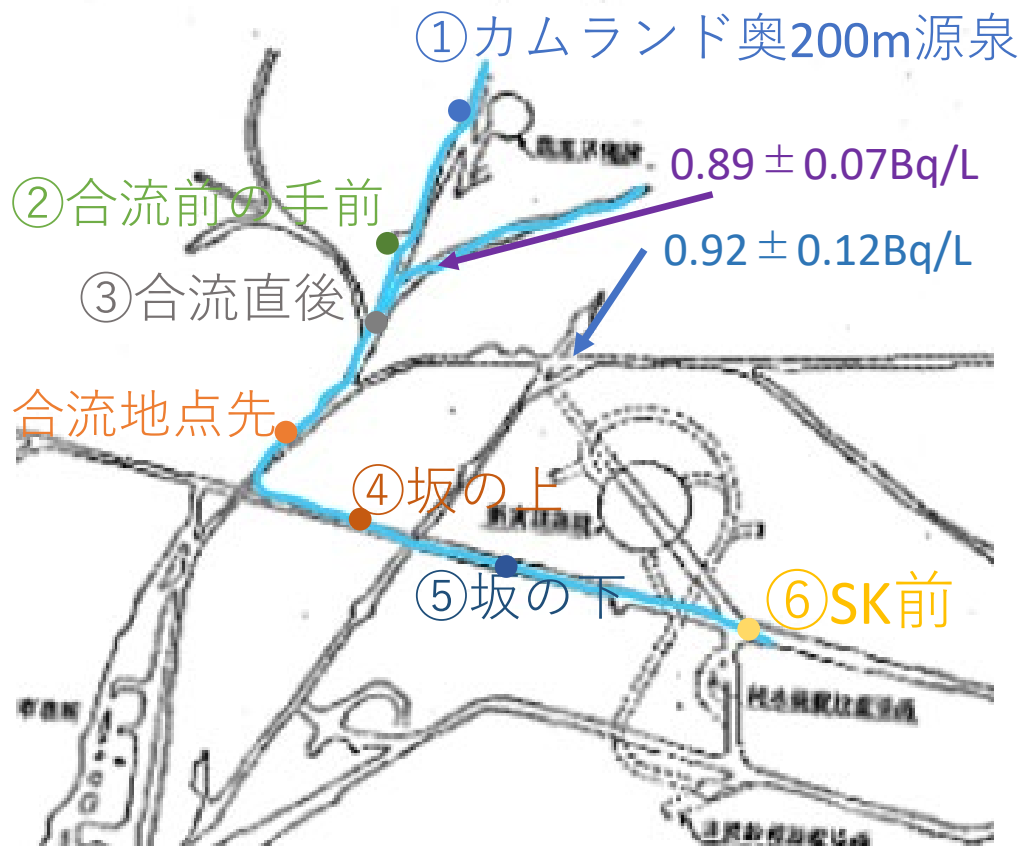 ①カムランド奥200m源泉
0.89±0.07Bq/L
②合流前の手前
0.92±0.12Bq/L
③合流直後
合流地点先
④坂の上
⑤坂の下
⑥SK前